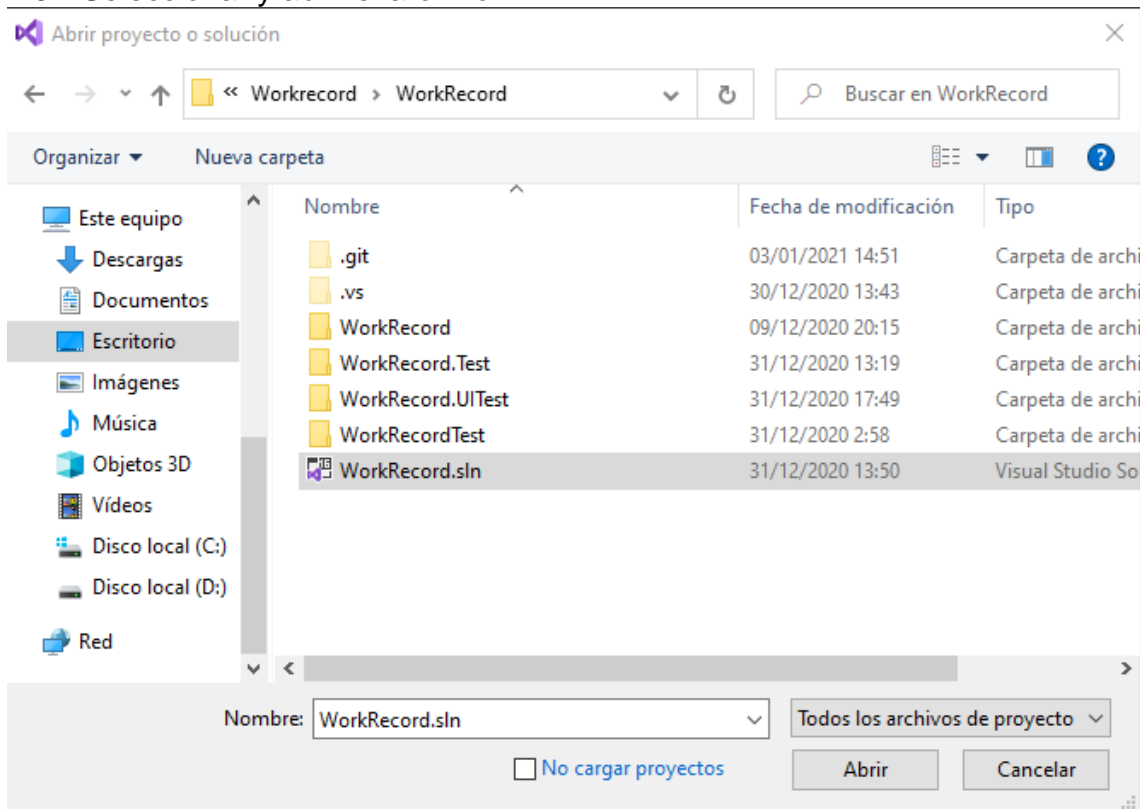 Abrir proyecto o solución
« Workrecord › WorkRecord
Buscar en WorkRecord
Organizar
Nueva carpeta
Nombre Fecha de modificación Tipo
Este equipo
Descargas
Documentos
Escritorio
Imágenes
Música
Objetos 3D
Vídeos
Disco local (C:)
Disco local (D:)
Red
.git 03/01/2021 14:51 Carpeta de archi
.vs 30/12/2020 13:43 Carpeta de archi
WorkRecord 09/12/2020 20:15 Carpeta de archi
WorkRecord.Test 31/12/2020 13:19 Carpeta de archi
WorkRecord.UITest 31/12/2020 17:49 Carpeta de archi
WorkRecordTest 31/12/2020 2:58 Carpeta de archi
WorkRecord.sln 31/12/2020 13:50 Visual Studio So
Nombre: WorkRecord.sln
Todos los archivos de proyecto
No cargar proyectos
Abrir
Cancelar